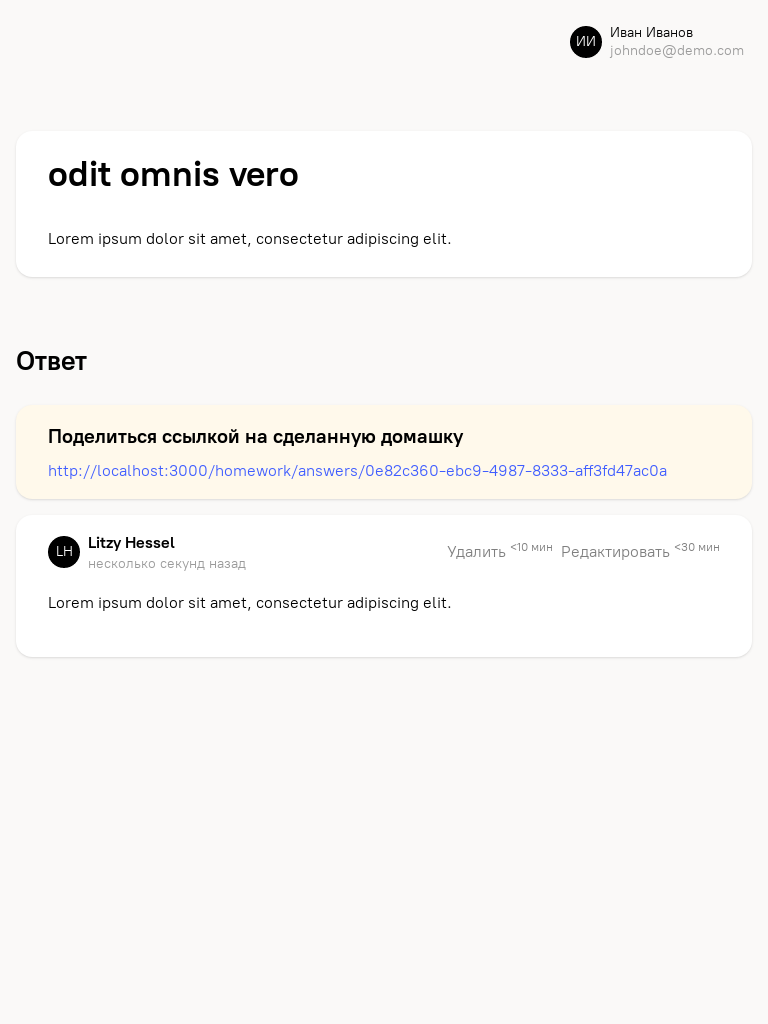 ИИ
Иван Иванов
johndoe@demo.com
odit omnis vero
Lorem ipsum dolor sit amet, consectetur adipiscing elit.
Ответ
Поделиться ссылкой на сделанную домашку
http://localhost:3000/homework/answers/0e82c360-ebc9-4987-8333-aff3fd47ac0a
LH
Litzy Hessel
несколько секунд назад
Удалить <10 мин Редактировать <30 мин
Lorem ipsum dolor sit amet, consectetur adipiscing elit.